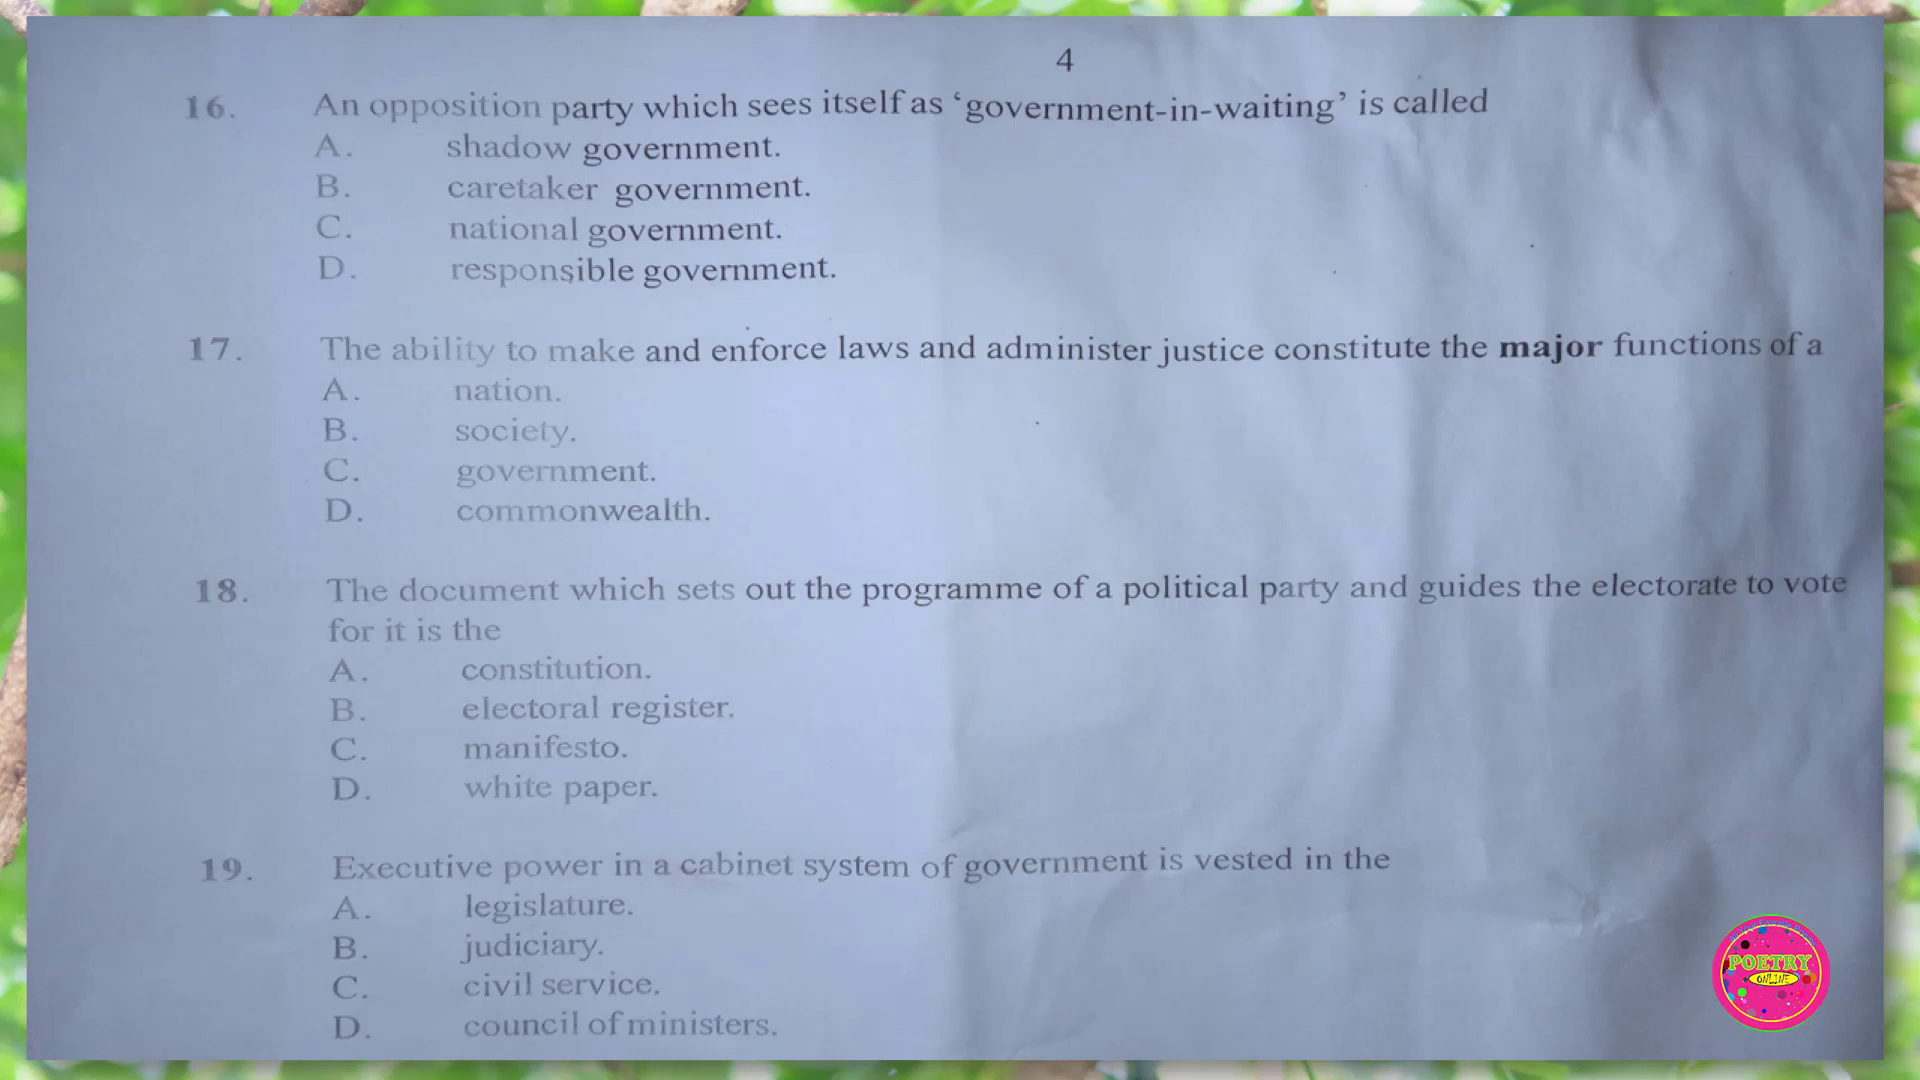 4
16. An opposition party which sees itself as ‘government-in-waiting’ is called
A. shadow government.
B. caretaker government.
C. national government.
D. responsible government.
17. The ability to make and enforce laws and administer justice constitute the major functions of a
A. nation.
B. society.
C. government.
D. commonwealth.
18. The document which sets out the programme of a political party and guides the electorate to vote
for it is the
A. constitution.
B. electoral register.
C. manifesto.
D. white paper.
19. Executive power in a cabinet system of government is vested in the
A. legislature.
B. judiciary.
C. civil service.
D. council of ministers.
POETRY
ONLINE